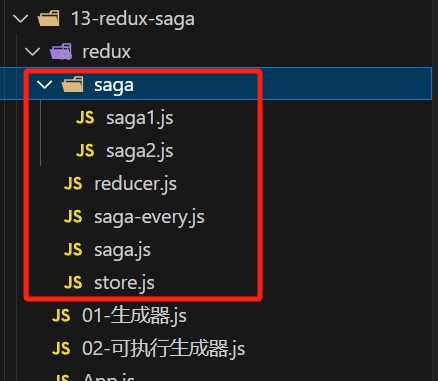 13-redux-saga
redux
saga
JS saga1.js
JS saga2.js
JS reducer.js
JS saga-every.js
JS saga.js
JS store.js
JS 01-生成器.js
JS 02-可执行生成器.js
JS App.js